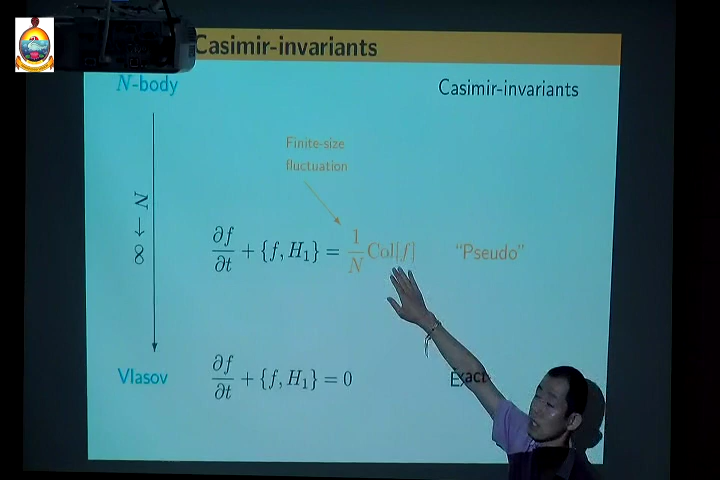 Casimir-invariants
N-body
Casimir-invariants
Finite-size
fluctuation
N → ∞
∂f/∂t + {f, H₁} = 1/N Col[f]
"Pseudo"
Vlasov
∂f/∂t + {f, H₁} = 0
Exact